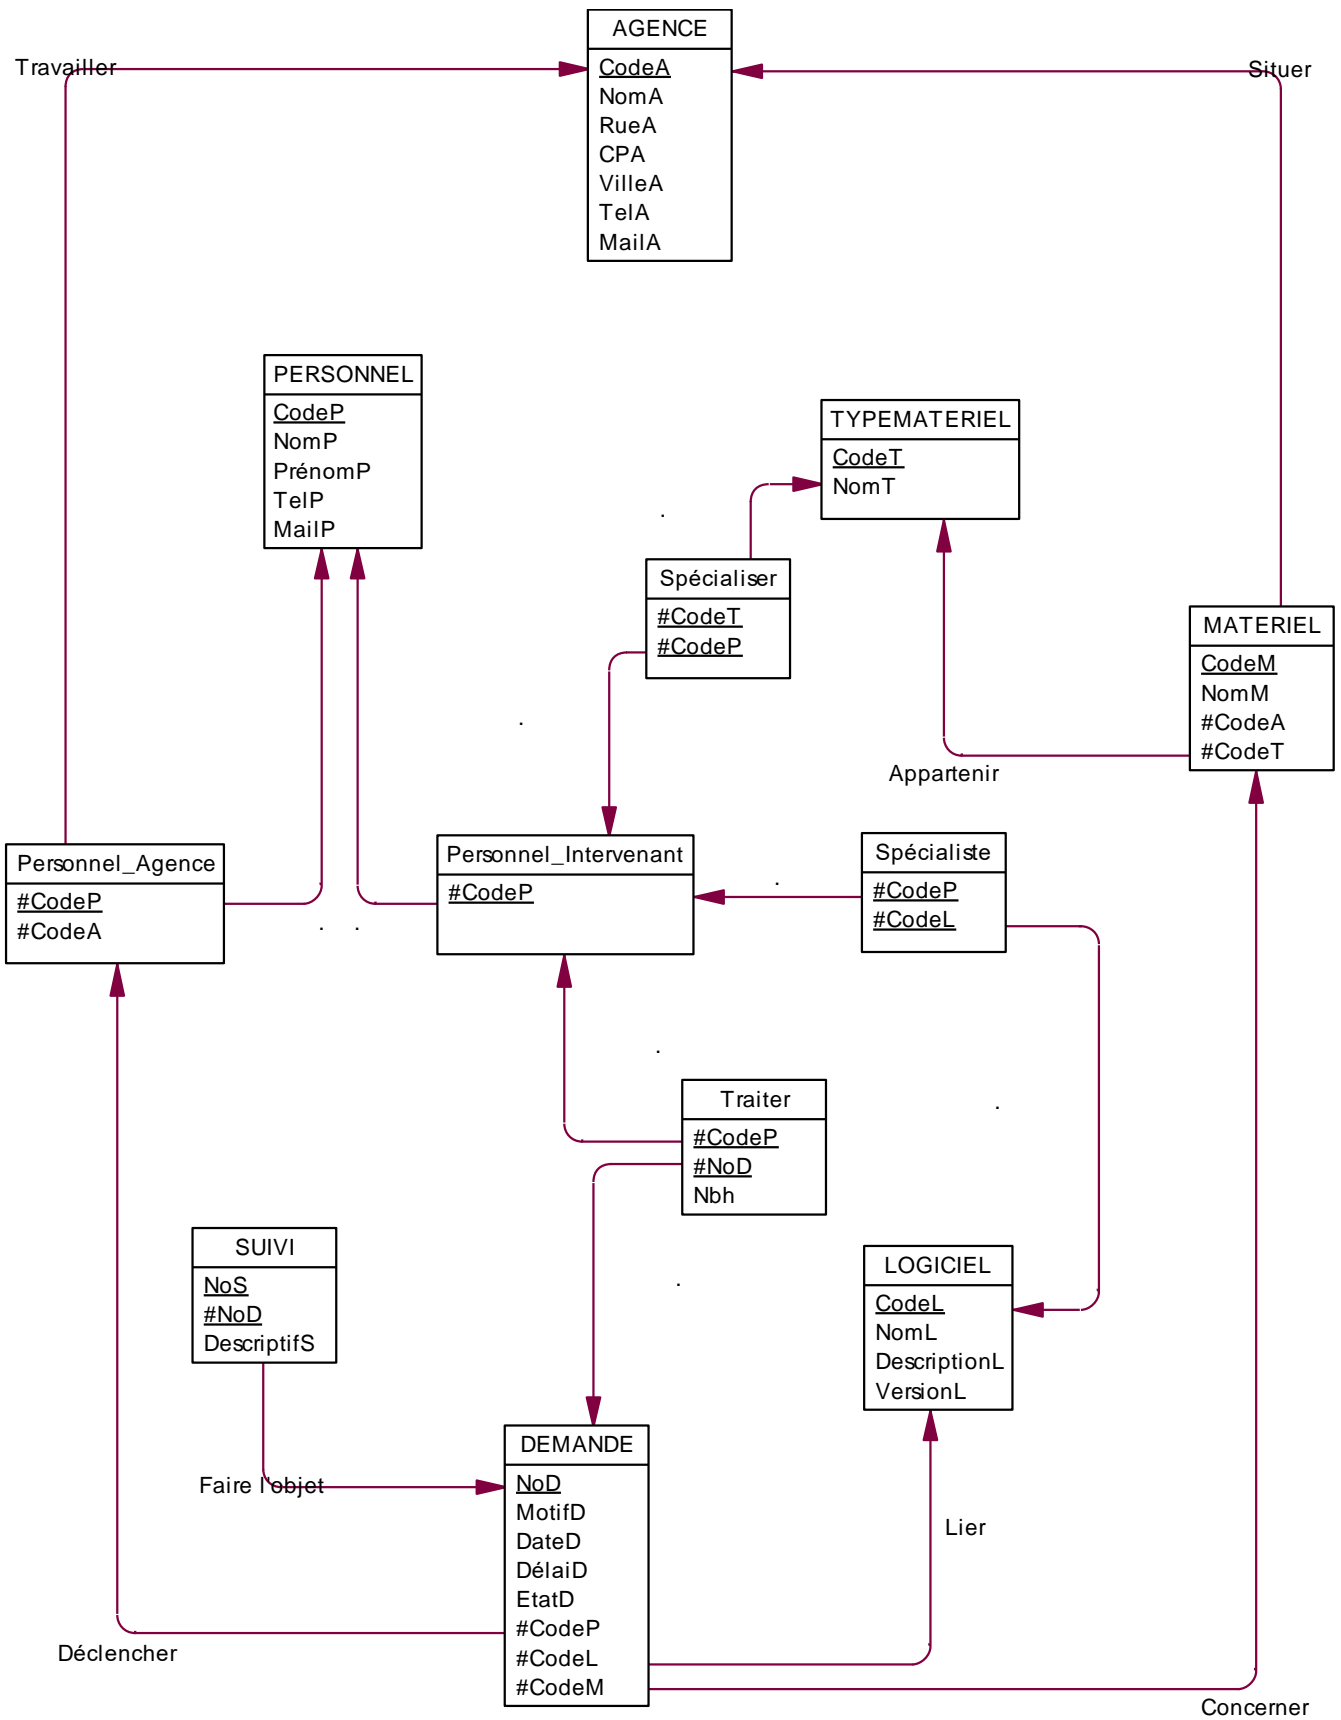 AGENCE
CodeA
NomA
RueA
CPA
VilleA
TelA
MailA
Travailler
Situer
PERSONNEL
CodeP
NomP
PrénomP
TelP
MailP
TYPEMATERIEL
CodeT
NomT
Spécialiser
#CodeT
#CodeP
MATERIEL
CodeM
NomM
#CodeA
#CodeT
Appartenir
Personnel_Agence
#CodeP
#CodeA
Personnel_Intervenant
#CodeP
Spécialiste
#CodeP
#CodeL
Traiter
#CodeP
#NoD
Nbh
SUIVI
NoS
#NoD
DescriptifS
LOGICIEL
CodeL
NomL
DescriptionL
VersionL
Faire l'objet
DEMANDE
NoD
MotifD
DateD
DélaiD
EtatD
#CodeP
#CodeL
#CodeM
Lier
Déclencher
Concerner